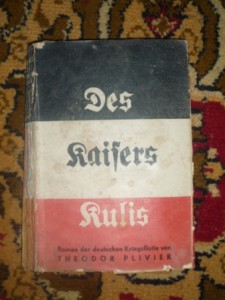 Des
Kaisers
Kulis
Roman der deutschen Kriegsflotte von
THEODOR PLIVIER